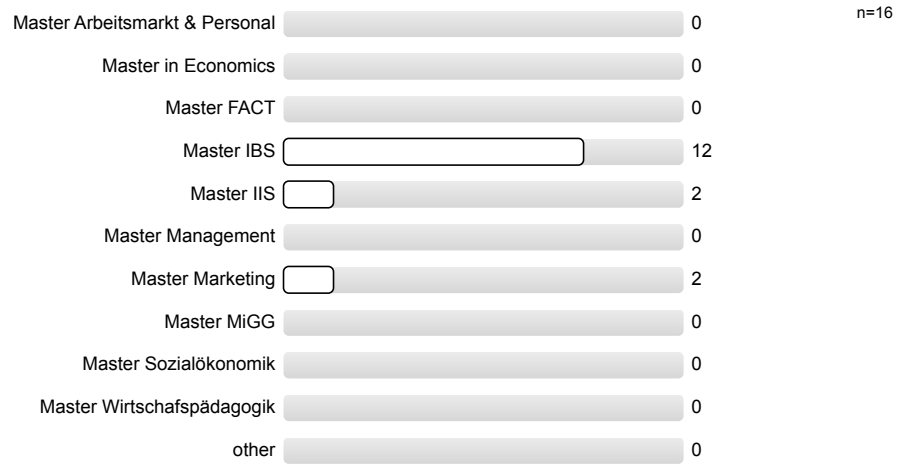 n=16
Master Arbeitsmarkt & Personal 0
Master in Economics 0
Master FACT 0
Master IBS 12
Master IIS 2
Master Management 0
Master Marketing 2
Master MiGG 0
Master Sozialökonomik 0
Master Wirtschafspädagogik 0
other 0